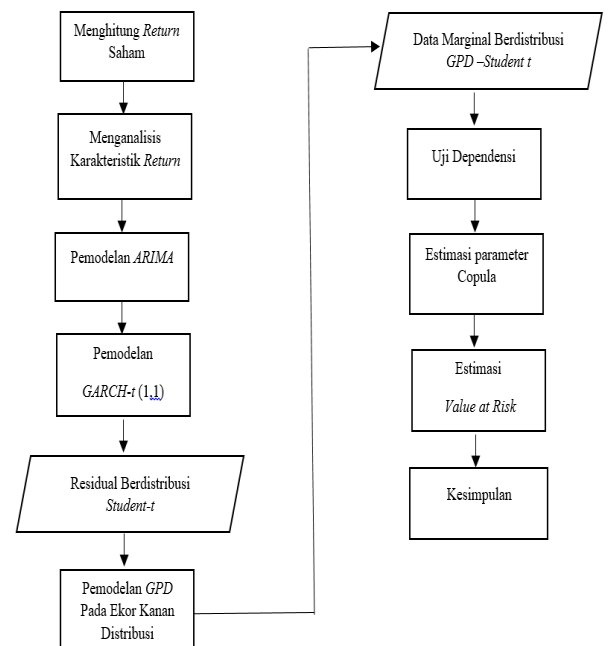 Menghitung Return
Saham
Menganalisis
Karakteristik Return
Pemodelan ARIMA
Pemodelan
GARCH-t (1,1)
Residual Berdistribusi
Student-t
Pemodelan GPD
Pada Ekor Kanan
Distribusi
Data Marginal Berdistribusi
GPD –Student t
Uji Dependensi
Estimasi parameter
Copula
Estimasi
Value at Risk
Kesimpulan